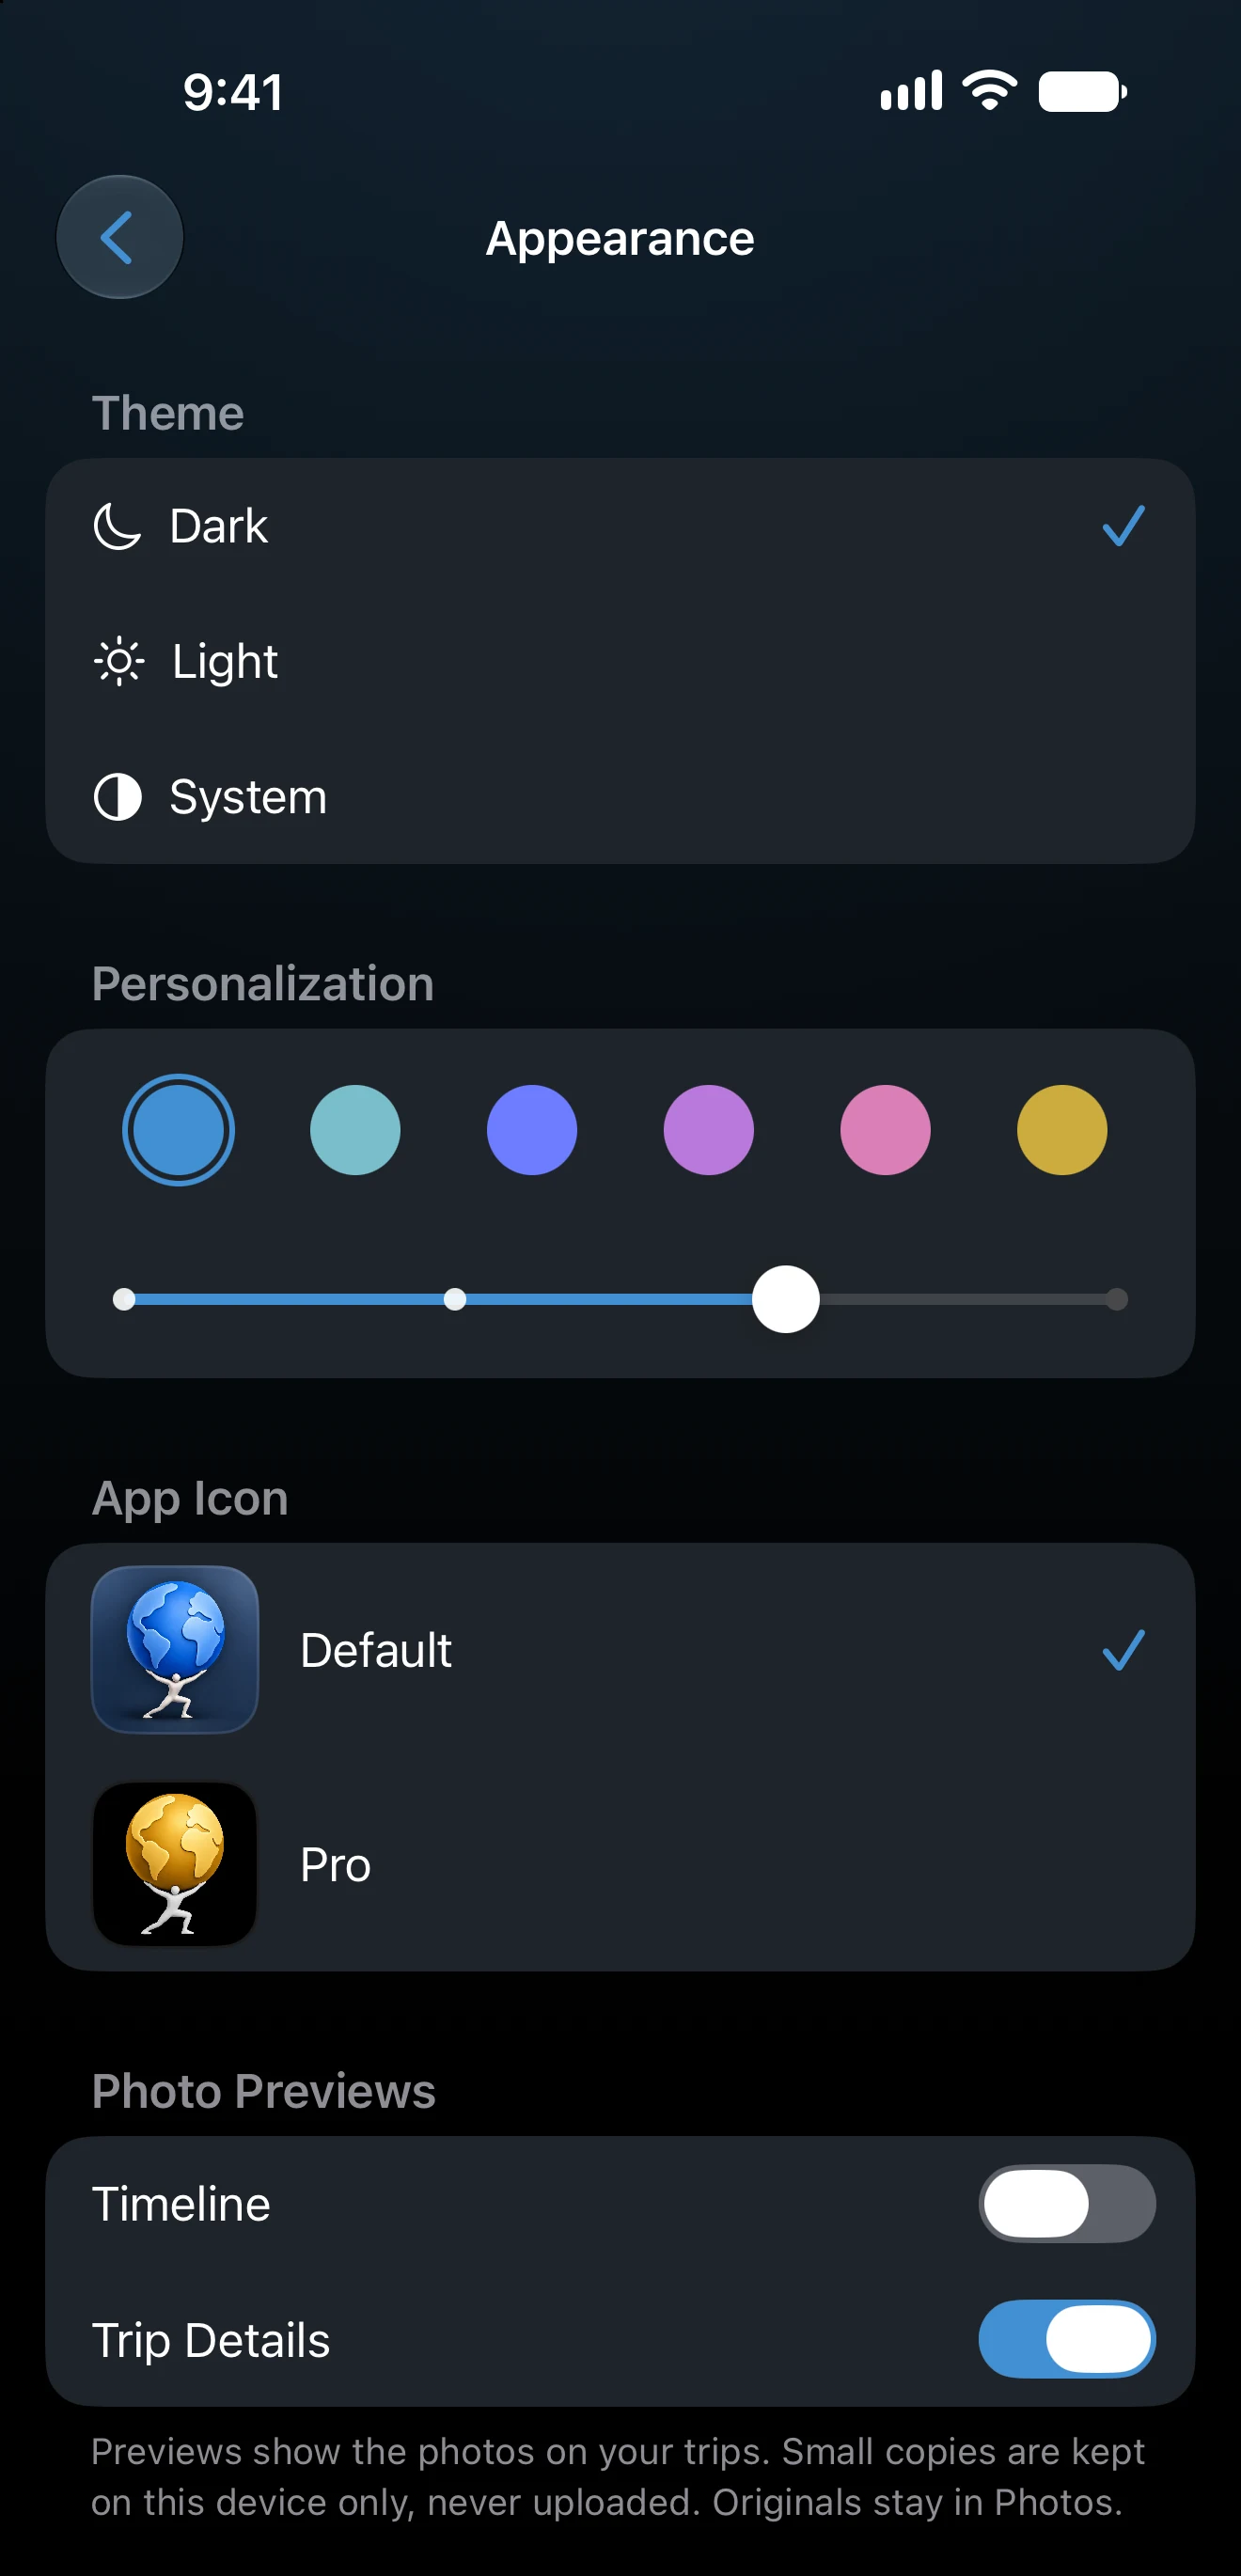 9:41
Appearance
Theme
Dark
Light
System
Personalization
App Icon
Default
Pro
Photo Previews
Timeline
Trip Details
Previews show the photos on your trips. Small copies are kept
on this device only, never uploaded. Originals stay in Photos.